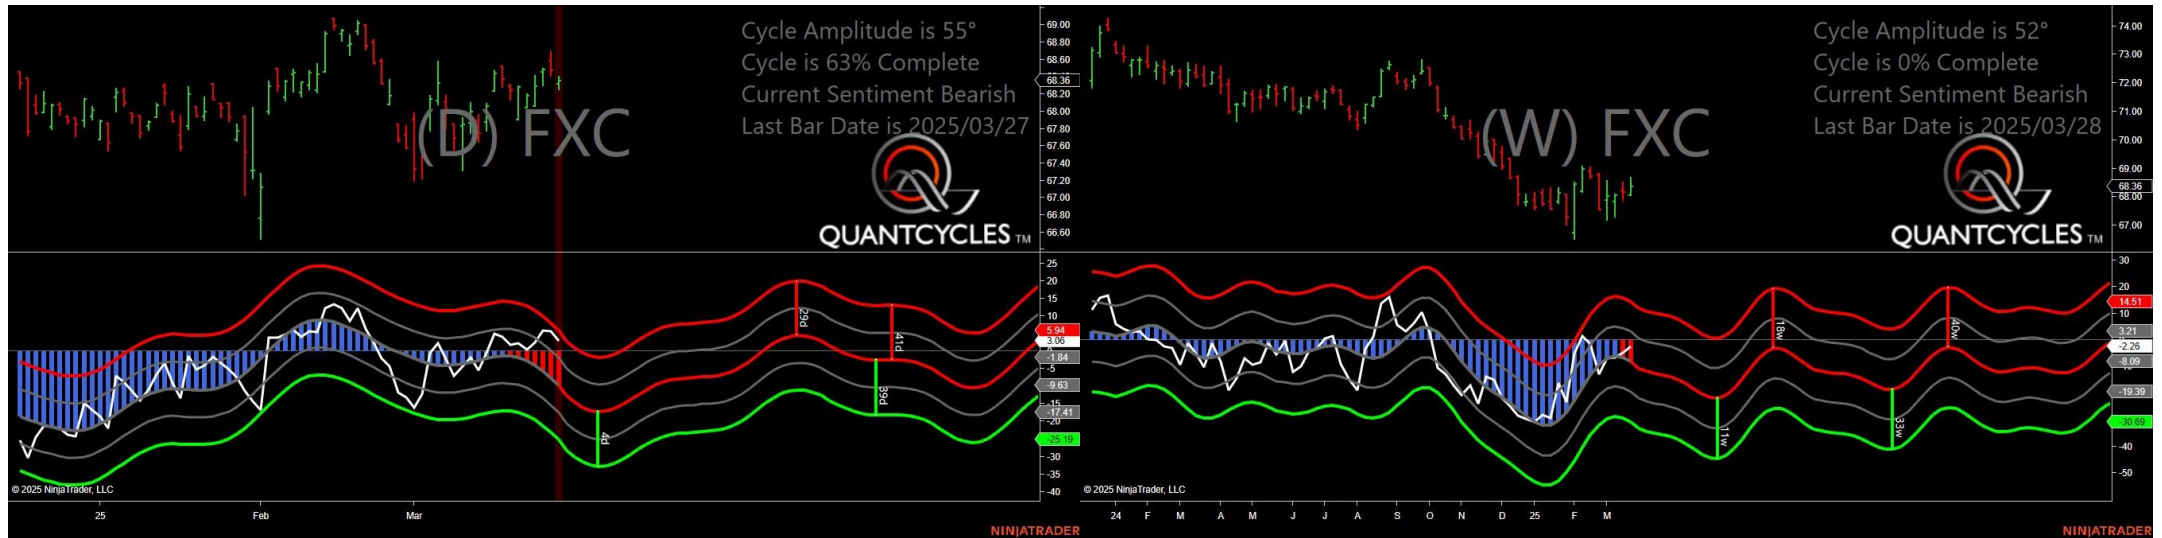 Cycle Amplitude is 55°
Cycle is 63% Complete
Current Sentiment Bearish
Last Bar Date is 2025/03/27
(D) FXC
QUANTCYCLES TM
69.00
68.80
68.60
68.36
68.20
68.00
67.80
67.60
67.40
67.20
67.00
66.80
66.60
25
20
15
10
5.94
3.06
-1.84
-5
-9.63
-15
-17.41
-20
-25.19
-30
-35
-40
4d
29d
39d
41d
© 2025 NinjaTrader, LLC
25 Feb Mar
NINJATRADER
Cycle Amplitude is 52°
Cycle is 0% Complete
Current Sentiment Bearish
Last Bar Date is 2025/03/28
(W) FXC
QUANTCYCLES TM
74.00
73.00
72.00
71.00
70.00
69.00
68.36
68.00
67.00
30
20
14.51
10
3.21
-2.26
-8.09
-19.39
-30.69
-40
-50
11w
18w
33w
40w
© 2025 NinjaTrader, LLC
24 F M A M J J A S O N D 25 F M
NINJATRADER